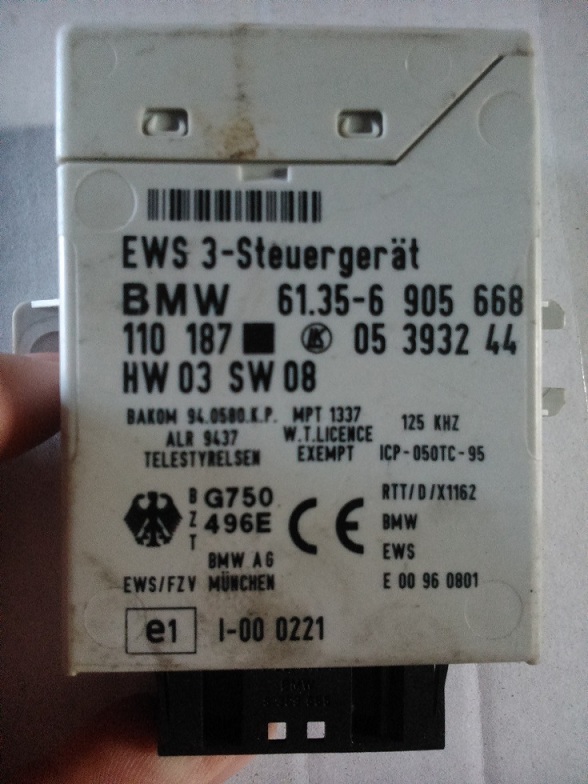 EWS 3-Steuergerät
BMW 61.35-6 905 668
110 187 05 3932 44
HW 03 SW 08
BAKOM 94.0580.K.P. MPT 1337 125 KHZ
ALR 9437 W.T.LICENCE
TELESTYRELSEN EXEMPT ICP-050TC-95
BZT G750 496E CE
RTT/D/X1162
BMW
EWS
E 00 96 0801
BMW AG
EWS/FZV MÜNCHEN
e1 I-00 0221